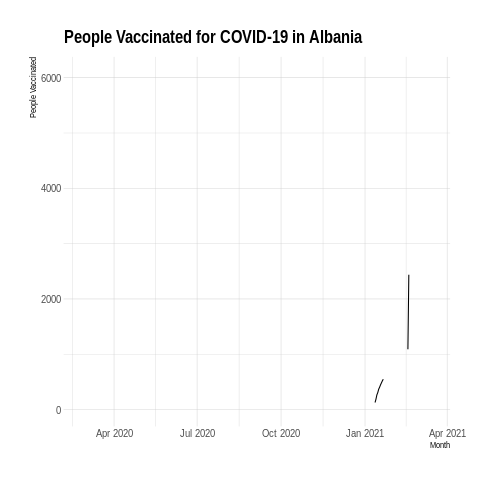 People Vaccinated for COVID-19 in Albania
People Vaccinated
6000
4000
2000
0
Apr 2020 Jul 2020 Oct 2020 Jan 2021 Apr 2021
Month